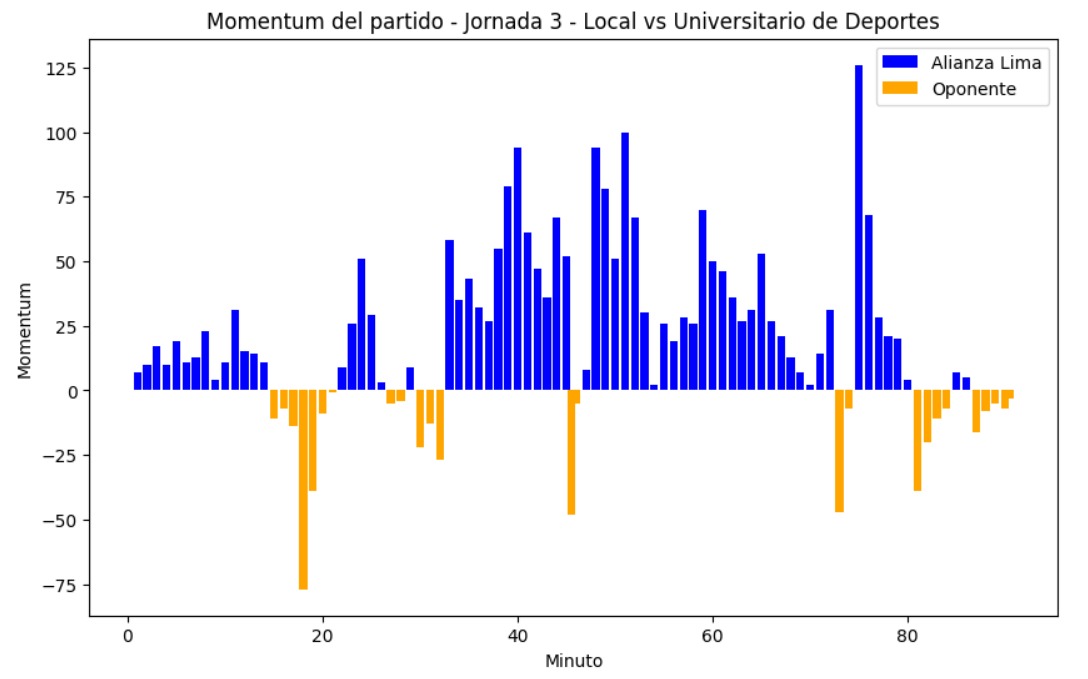 Momentum del partido - Jornada 3 - Local vs Universitario de Deportes
Alianza Lima
Oponente
Momentum
125
100
75
50
25
0
−25
−50
−75
0 20 40 60 80
Minuto